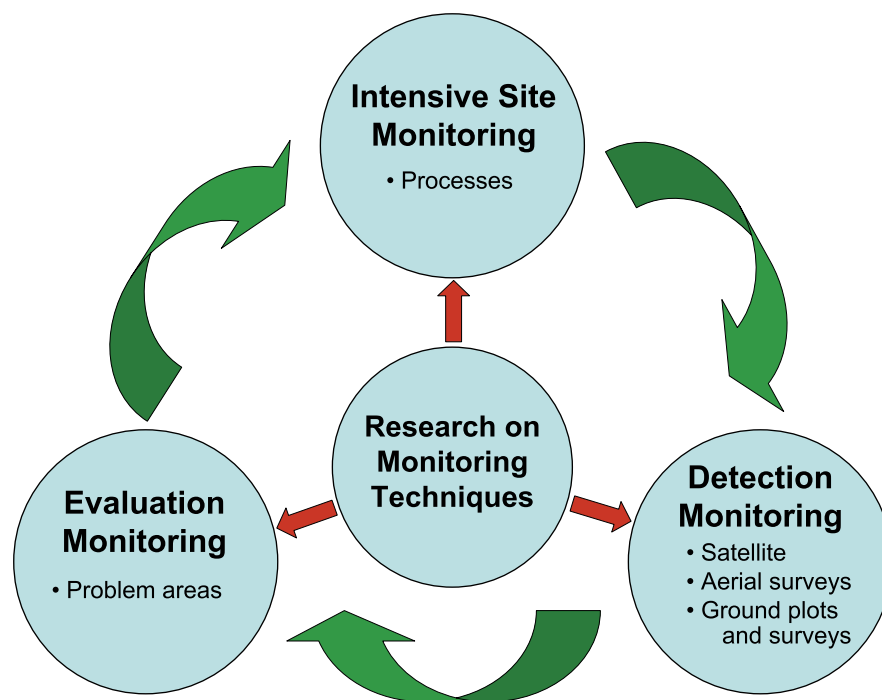 Intensive Site
Monitoring
• Processes
Research on
Monitoring
Techniques
Evaluation
Monitoring
• Problem areas
Detection
Monitoring
• Satellite
• Aerial surveys
• Ground plots
and surveys